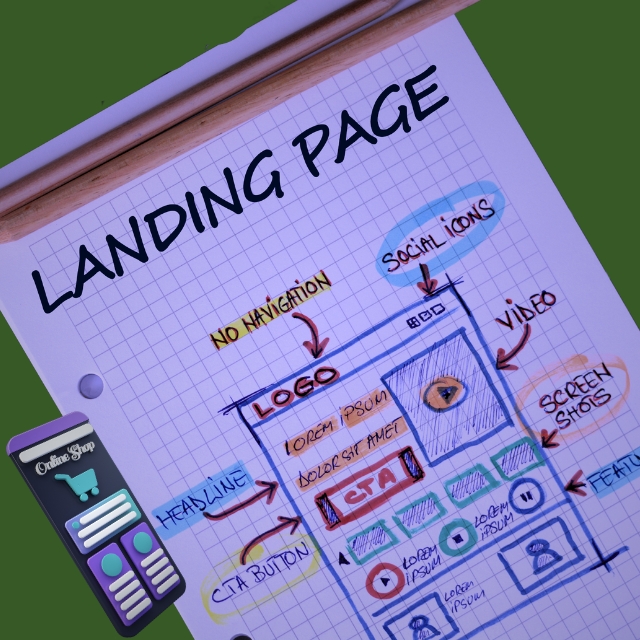 LANDING PAGE
SOCIAL ICONS
NO NAVIGATION
VIDEO
LOGO
SCREEN
SHOTS
LOREM IPSUM
DOLOR SIT AMET
HEADLINE
CTA
CTA BUTTON
LOREM
IPSUM
LOREM
IPSUM
LOREM
IPSUM
Online Shop